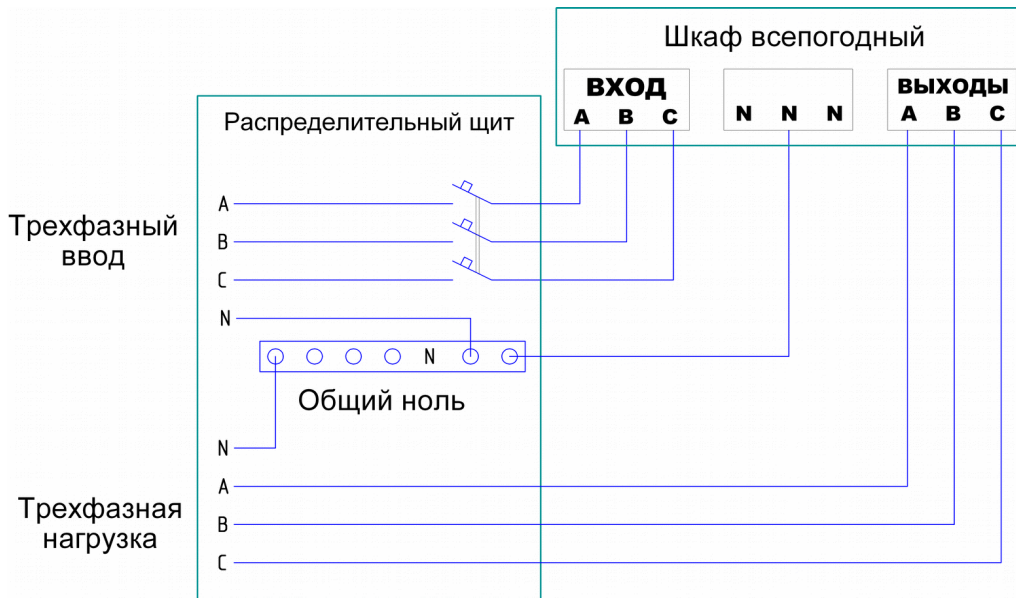 Шкаф всепогодный
ВХОД
A B C
N N N
ВЫХОДЫ
A B C
Распределительный щит
Трехфазный
ввод
A
B
C
N
N
Общий ноль
N
Трехфазная
нагрузка
A
B
C